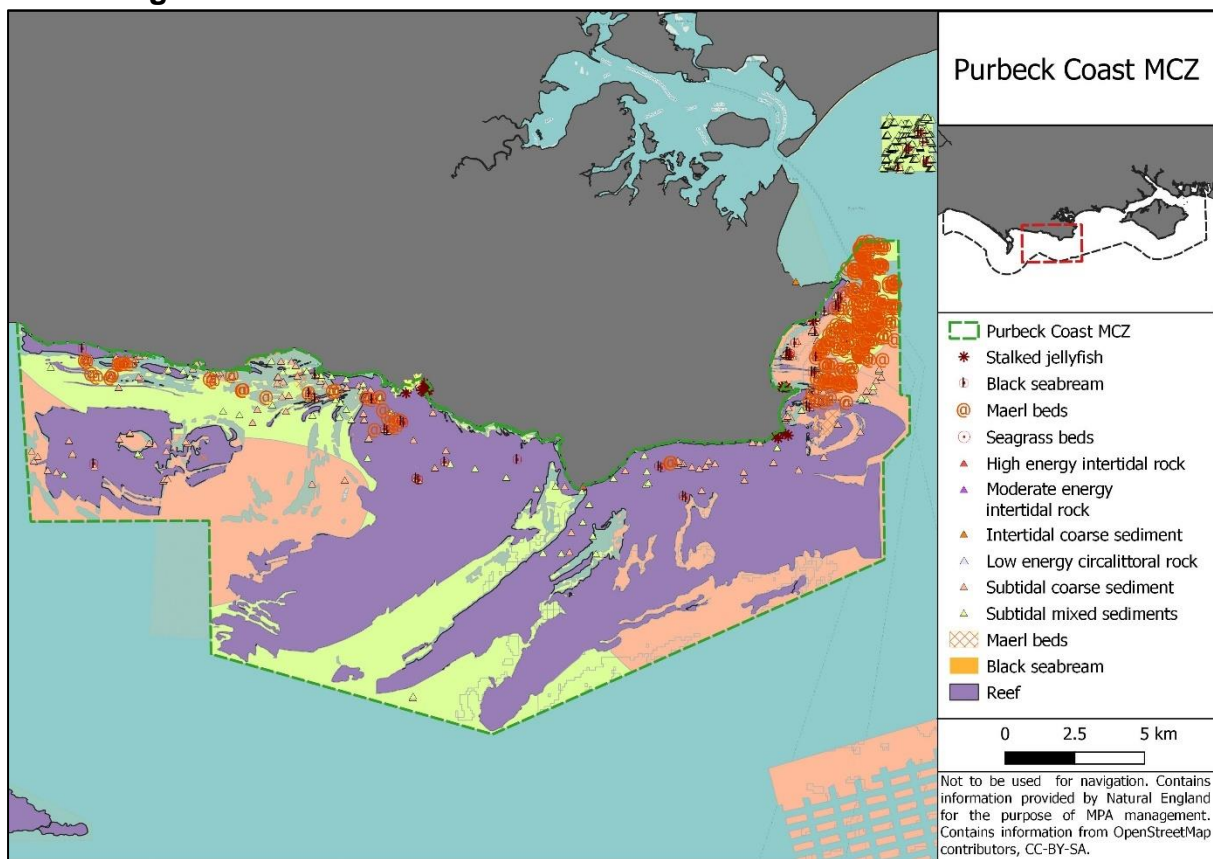 Purbeck Coast MCZ
Purbeck Coast MCZ
Stalked jellyfish
Black seabream
Maerl beds
Seagrass beds
High energy intertidal rock
Moderate energy
intertidal rock
Intertidal coarse sediment
Low energy circalittoral rock
Subtidal coarse sediment
Subtidal mixed sediments
Maerl beds
Black seabream
Reef
0 2.5 5 km
Not to be used for navigation. Contains
information provided by Natural England
for the purpose of MPA management.
Contains information from OpenStreetMap
contributors, CC-BY-SA.